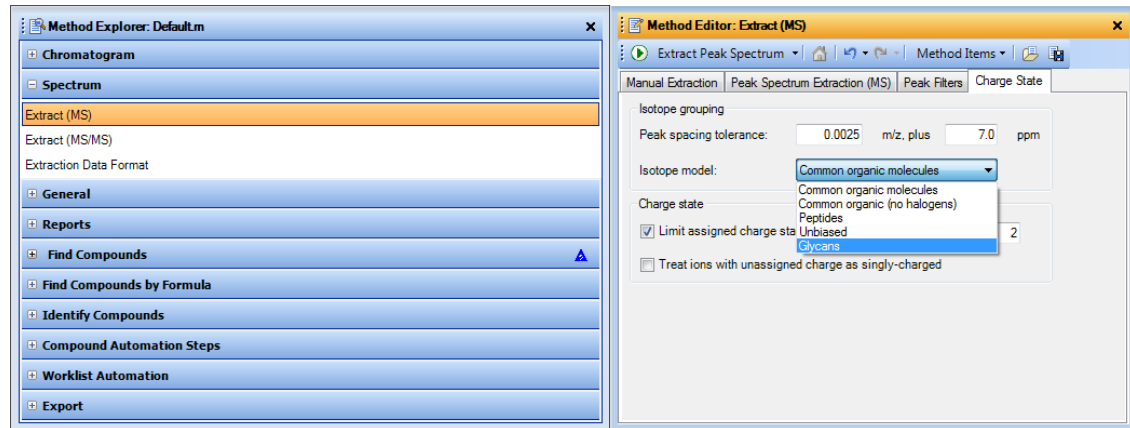 Method Explorer: Default.m
Chromatogram
Spectrum
Extract (MS)
Extract (MS/MS)
Extraction Data Format
General
Reports
Find Compounds
Find Compounds by Formula
Identify Compounds
Compound Automation Steps
Worklist Automation
Export
Method Editor: Extract (MS)
Extract Peak Spectrum Method Items
Manual Extraction Peak Spectrum Extraction (MS) Peak Filters Charge State
Isotope grouping
Peak spacing tolerance: 0.0025 m/z, plus 7.0 ppm
Isotope model: Common organic molecules
Common organic molecules
Common organic (no halogens)
Peptides
Charge state
Limit assigned charge sta Unbiased 2
Glycans
Treat ions with unassigned charge as singly-charged